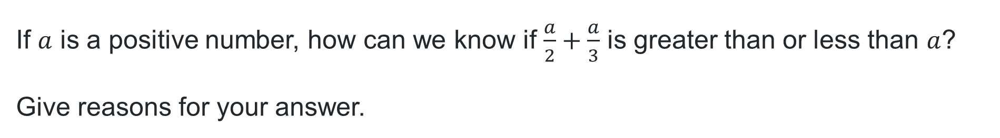 If a is a positive number, how can we know if a/2 + a/3 is greater than or less than a?
Give reasons for your answer.